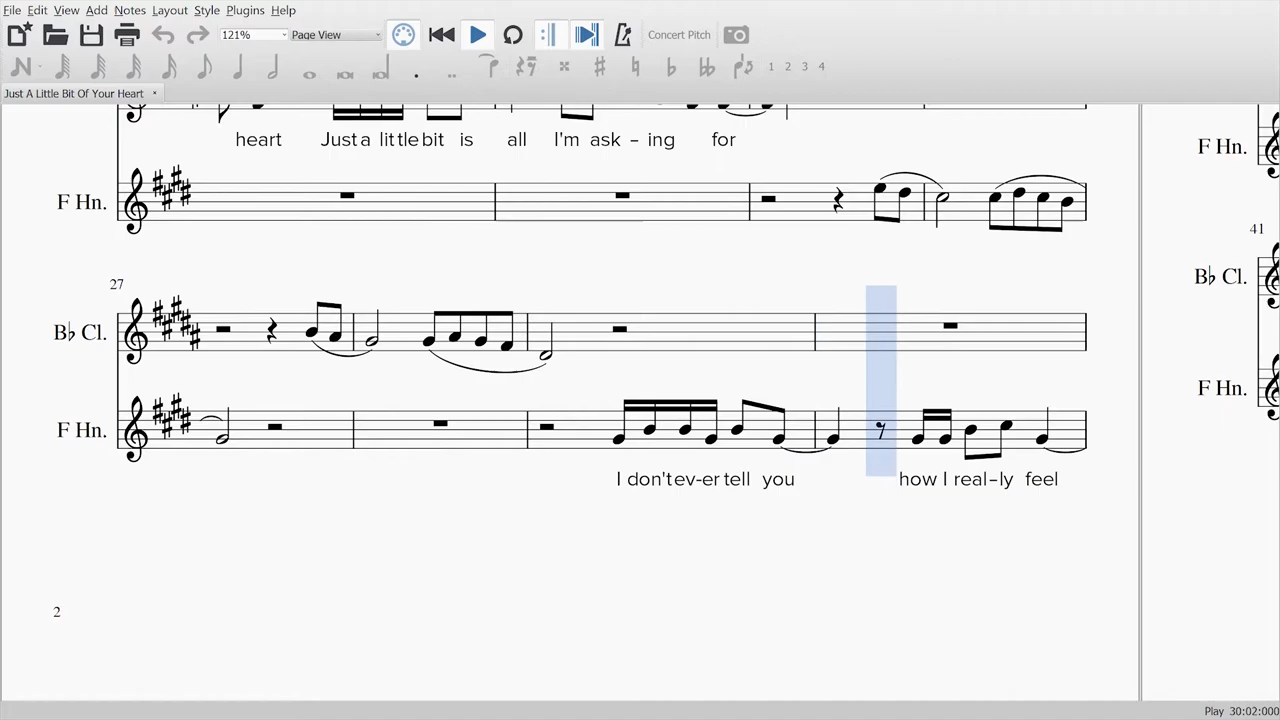 File Edit View Add Notes Layout Style Plugins Help
121% Page View Concert Pitch
1 2 3 4
Just A Little Bit Of Your Heart
heart Just a little bit is all I'm ask - ing for
F Hn.
F Hn.
41
27
B♭ Cl.
B♭ Cl.
F Hn.
F Hn.
I don't ev-er tell you how I real-ly feel
2
Play 30:02:000